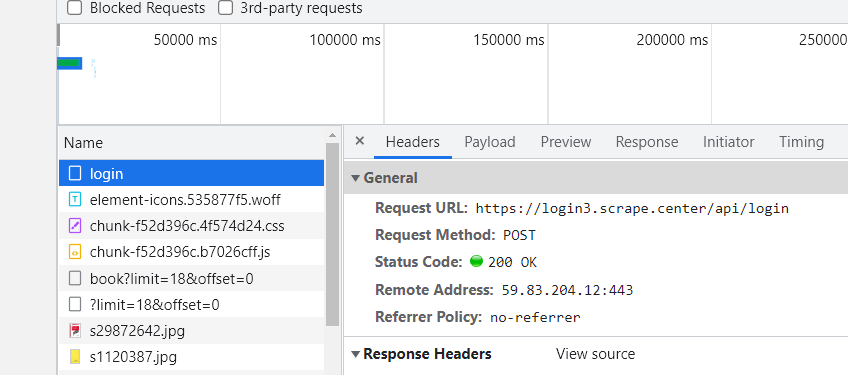 Blocked Requests 3rd-party requests
50000 ms 100000 ms 150000 ms 200000 ms 250000
Name
× Headers Payload Preview Response Initiator Timing
login
element-icons.535877f5.woff
chunk-f52d396c.4f574d24.css
chunk-f52d396c.b7026cff.js
book?limit=18&offset=0
?limit=18&offset=0
s29872642.jpg
s1120387.jpg
General
Request URL: https://login3.scrape.center/api/login
Request Method: POST
Status Code: 200 OK
Remote Address: 59.83.204.12:443
Referrer Policy: no-referrer
Response Headers View source